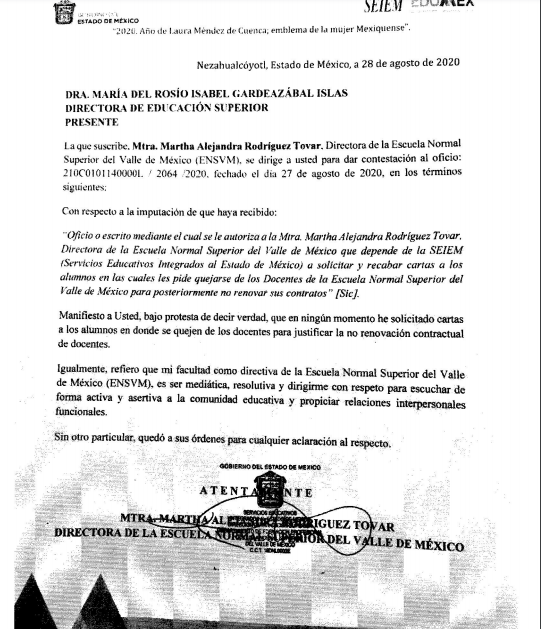 ESTADO DE MÉXICO
SEIEM EDOMEX
"2020. Año de Laura Méndez de Cuenca; emblema de la mujer Mexiquense".
Nezahualcóyotl, Estado de México, a 28 de agosto de 2020
DRA. MARÍA DEL ROSÍO ISABEL GARDEAZÁBAL ISLAS
DIRECTORA DE EDUCACIÓN SUPERIOR
PRESENTE
La que suscribe, Mtra. Martha Alejandra Rodríguez Tovar, Directora de la Escuela Normal
Superior del Valle de México (ENSVM), se dirige a usted para dar contestación al oficio:
210C0101140000L / 2064 /2020, fechado el día 27 de agosto de 2020, en los términos
siguientes:
Con respecto a la imputación de que haya recibido:
"Oficio o escrito mediante el cual se le autoriza a la Mtra. Martha Alejandra Rodríguez Tovar,
Directora de la Escuela Normal Superior del Valle de México que depende de la SEIEM
(Servicios Educativos Integrados al Estado de México) a solicitar y recabar cartas a los
alumnos en las cuales les pide quejarse de los Docentes de la Escuela Normal Superior del
Valle de México para posteriormente no renovar sus contratos" [Sic].
Manifiesto a Usted, bajo protesta de decir verdad, que en ningún momento he solicitado cartas
a los alumnos en donde se quejen de los docentes para justificar la no renovación contractual
de docentes.
Igualmente, refiero que mi facultad como directiva de la Escuela Normal Superior del Valle
de México (ENSVM), es ser mediática, resolutiva y dirigirme con respeto para escuchar de
forma activa y asertiva a la comunidad educativa y propiciar relaciones interpersonales
funcionales.
Sin otro particular, quedó a sus órdenes para cualquier aclaración al respecto.
GOBIERNO DEL ESTADO DE MÉXICO
ATENTAMENTE
SERVICIOS EDUCATIVOS
MTRA. MARTHA ALEJANDRA RODRÍGUEZ TOVAR
DIRECTORA DE LA ESCUELA NORMAL SUPERIOR DEL VALLE DE MÉXICO
DEL VALLE DE MÉXICO